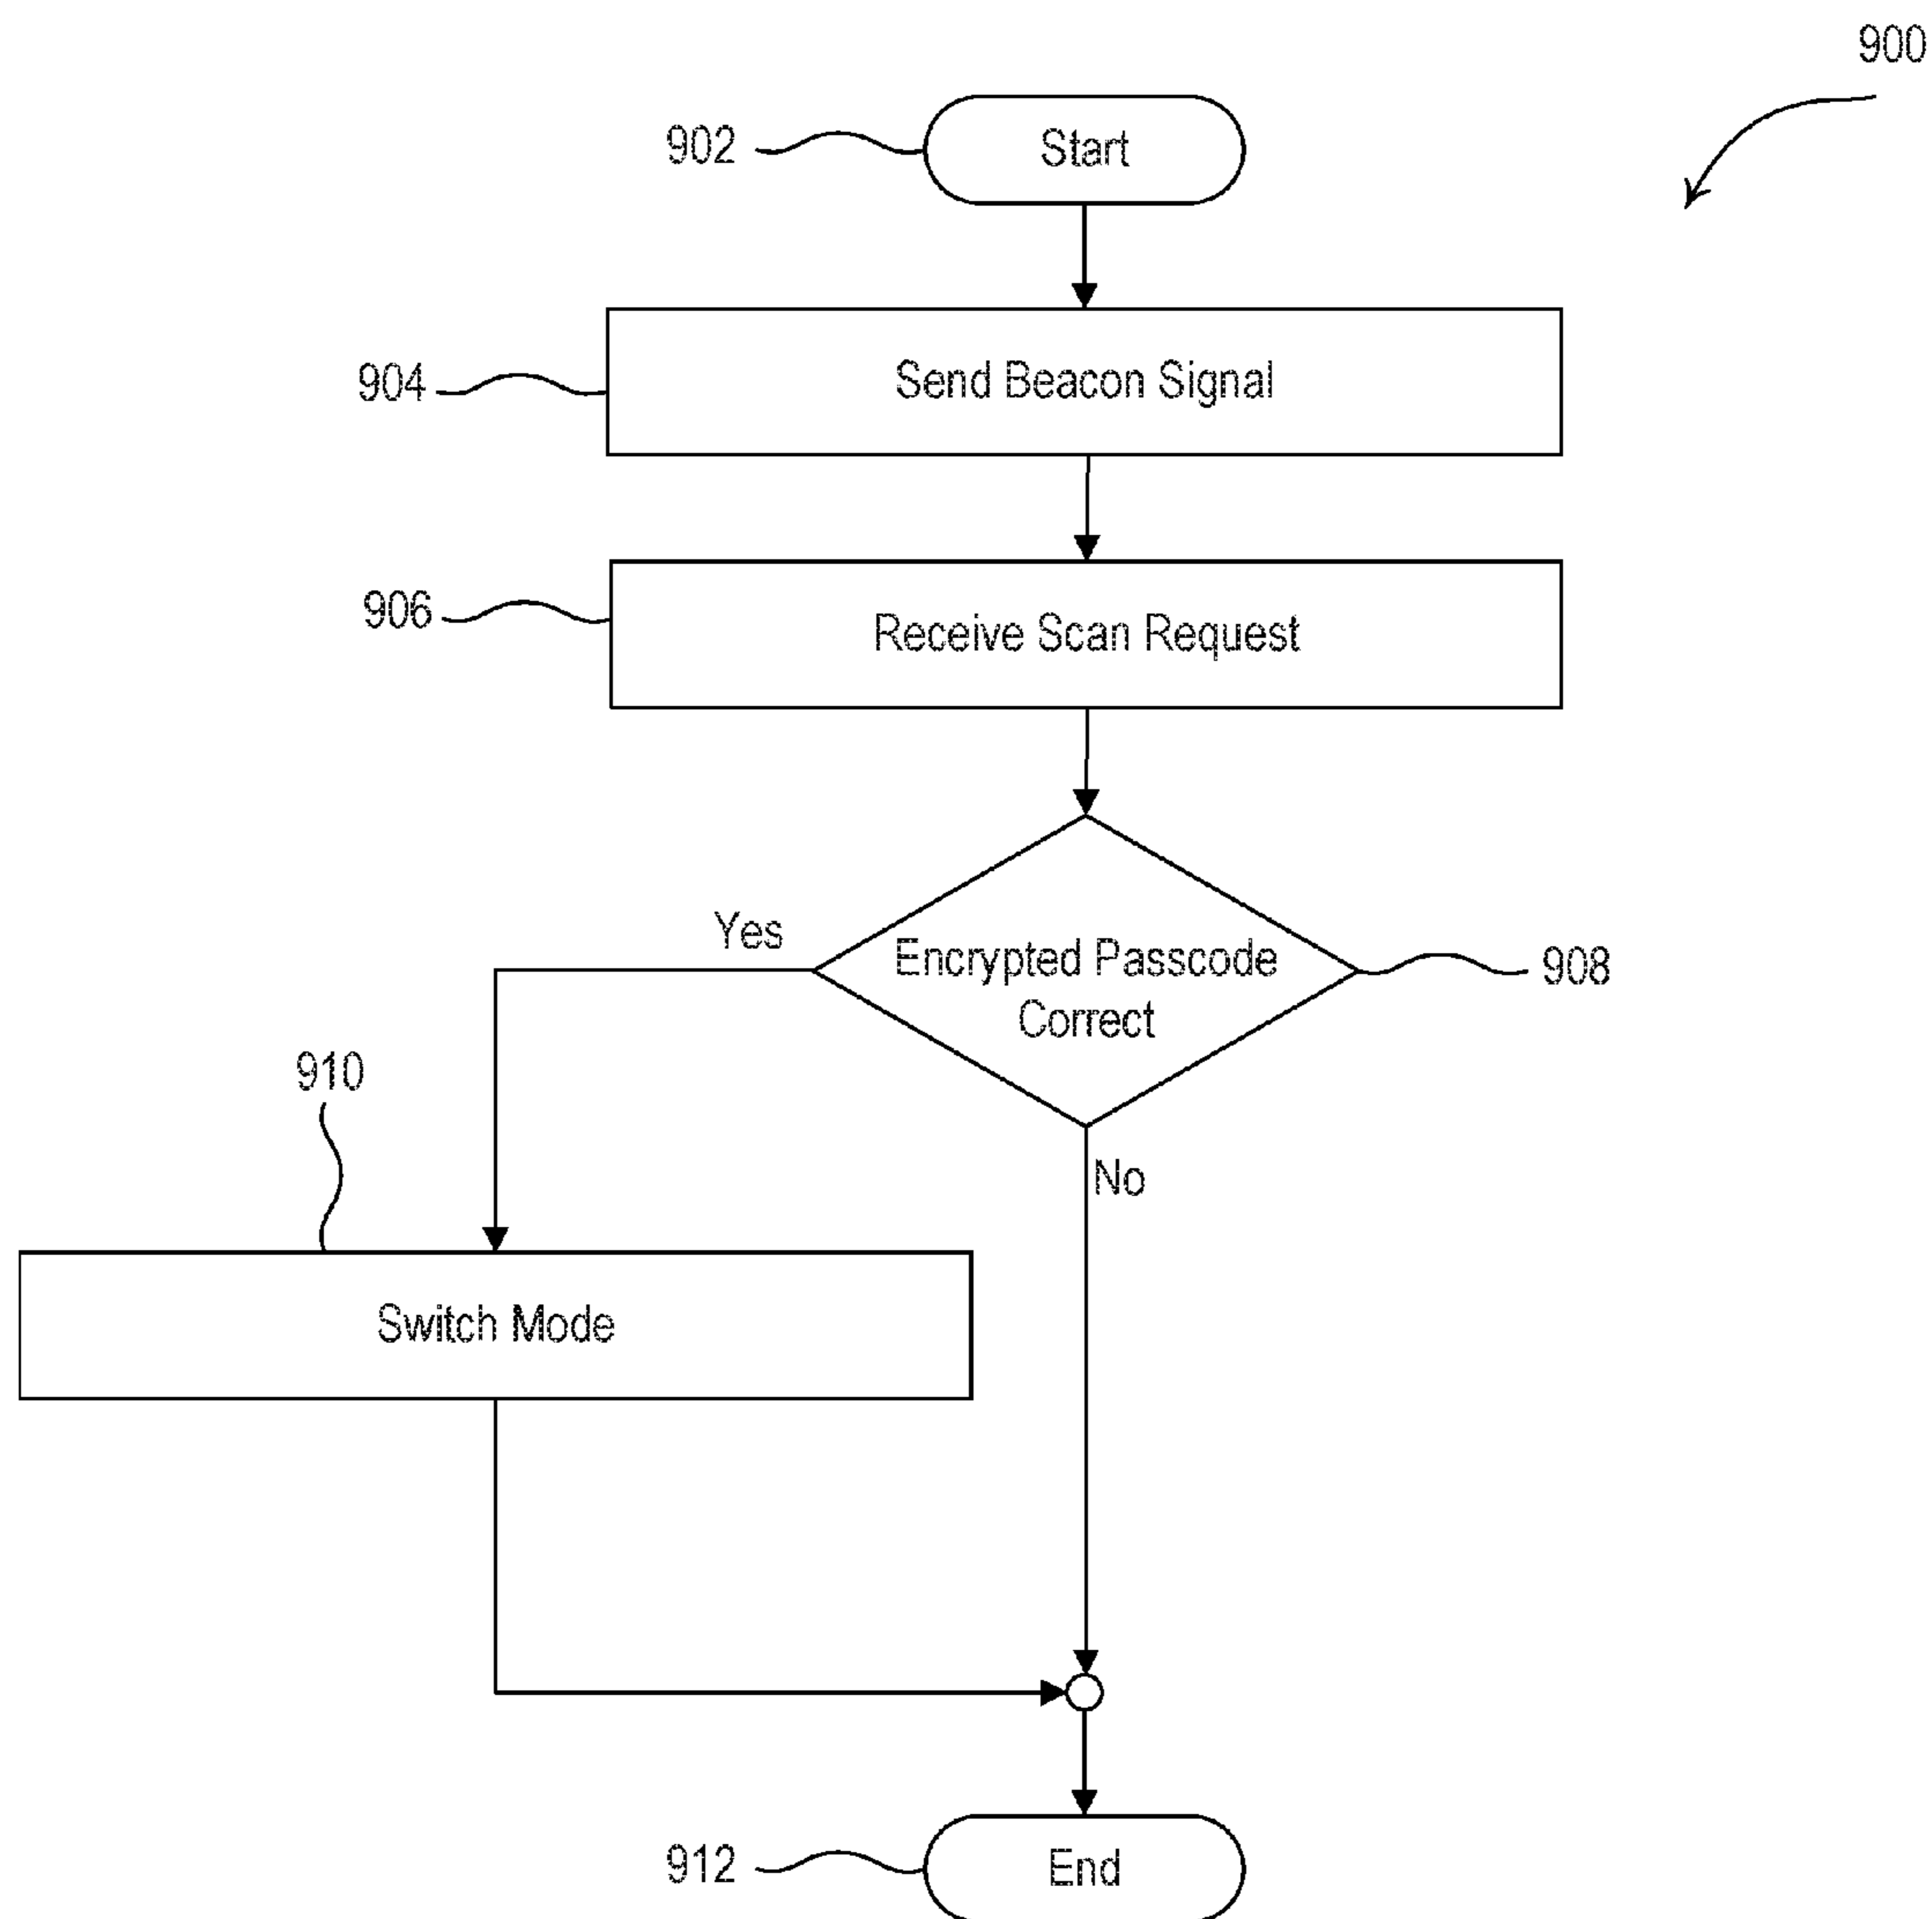 900
902
Start
904
Send Beacon Signal
906
Receive Scan Request
Yes
Encrypted Passcode
Correct
908
910
No
Switch Mode
912
End